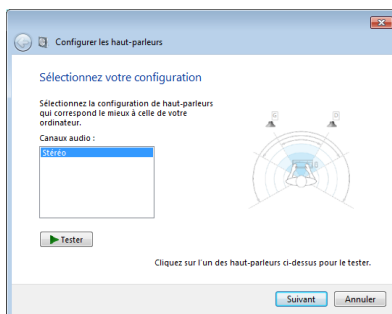 Configurer les haut-parleurs
Sélectionnez votre configuration
Sélectionnez la configuration de haut-parleurs
qui correspond le mieux à celle de votre
ordinateur.
Canaux audio :
Stéréo
G
D
Tester
Cliquez sur l'un des haut-parleurs ci-dessus pour le tester.
Suivant
Annuler